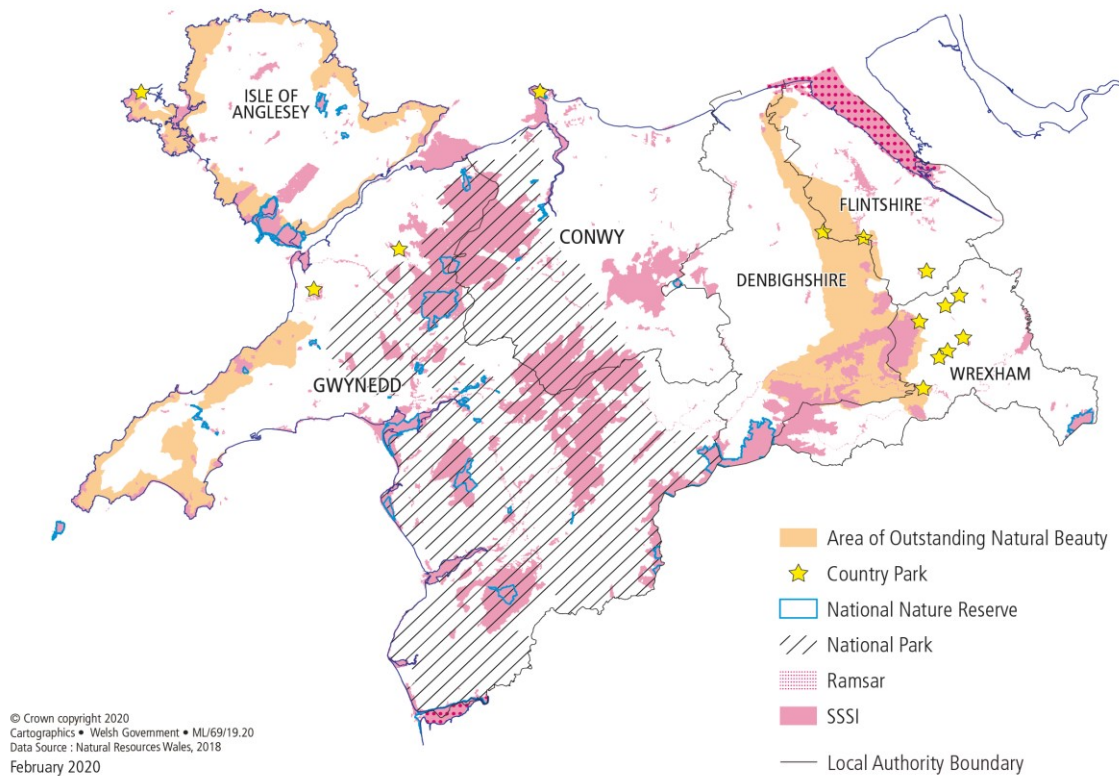 ISLE OF
ANGLESEY
CONWY
FLINTSHIRE
DENBIGHSHIRE
GWYNEDD
WREXHAM
Area of Outstanding Natural Beauty
Country Park
National Nature Reserve
National Park
Ramsar
SSSI
Local Authority Boundary
© Crown copyright 2020
Cartographics • Welsh Government • ML/69/19.20
Data Source : Natural Resources Wales, 2018
February 2020